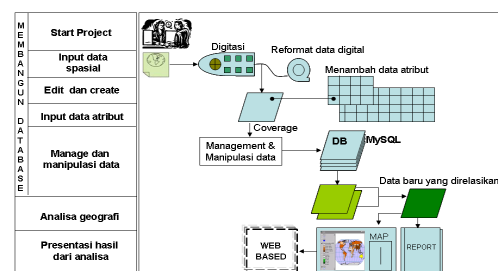 MEMBANGUN DATABASE
Start Project
Input data
spasial
Edit dan create
Input data atribut
Manage dan
manipulasi data
Analisa geografi
Presentasi hasil
dari analisa
Digitasi
Reformat data digital
Menambah data atribut
Coverage
Management &
Manipulasi data
DB
MySQL
Data baru yang direlasikan
WEB
BASED
MAP
REPORT